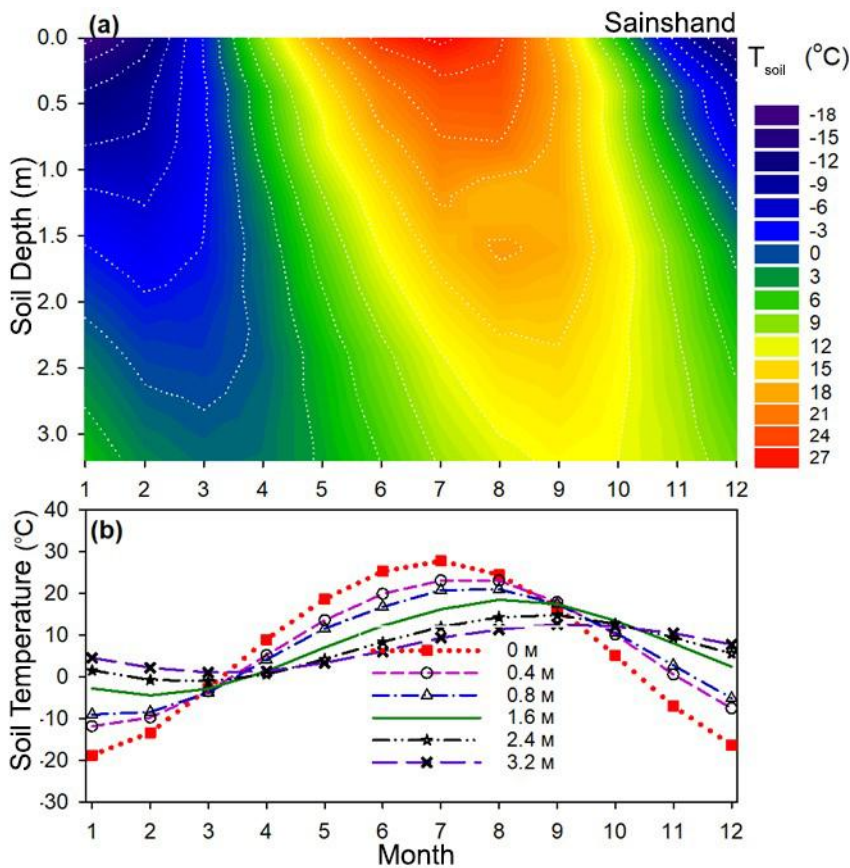 (a) Sainshand
T soil (°C)
Soil Depth (m)
0.0
0.5
1.0
1.5
2.0
2.5
3.0
-18
-15
-12
-9
-6
-3
0
3
6
9
12
15
18
21
24
27
1 2 3 4 5 6 7 8 9 10 11 12
(b)
Soil Temperature (°C)
40
30
20
10
0
-10
-20
-30
0 м
0.4 м
0.8 м
1.6 м
2.4 м
3.2 м
1 2 3 4 5 6 7 8 9 10 11 12
Month